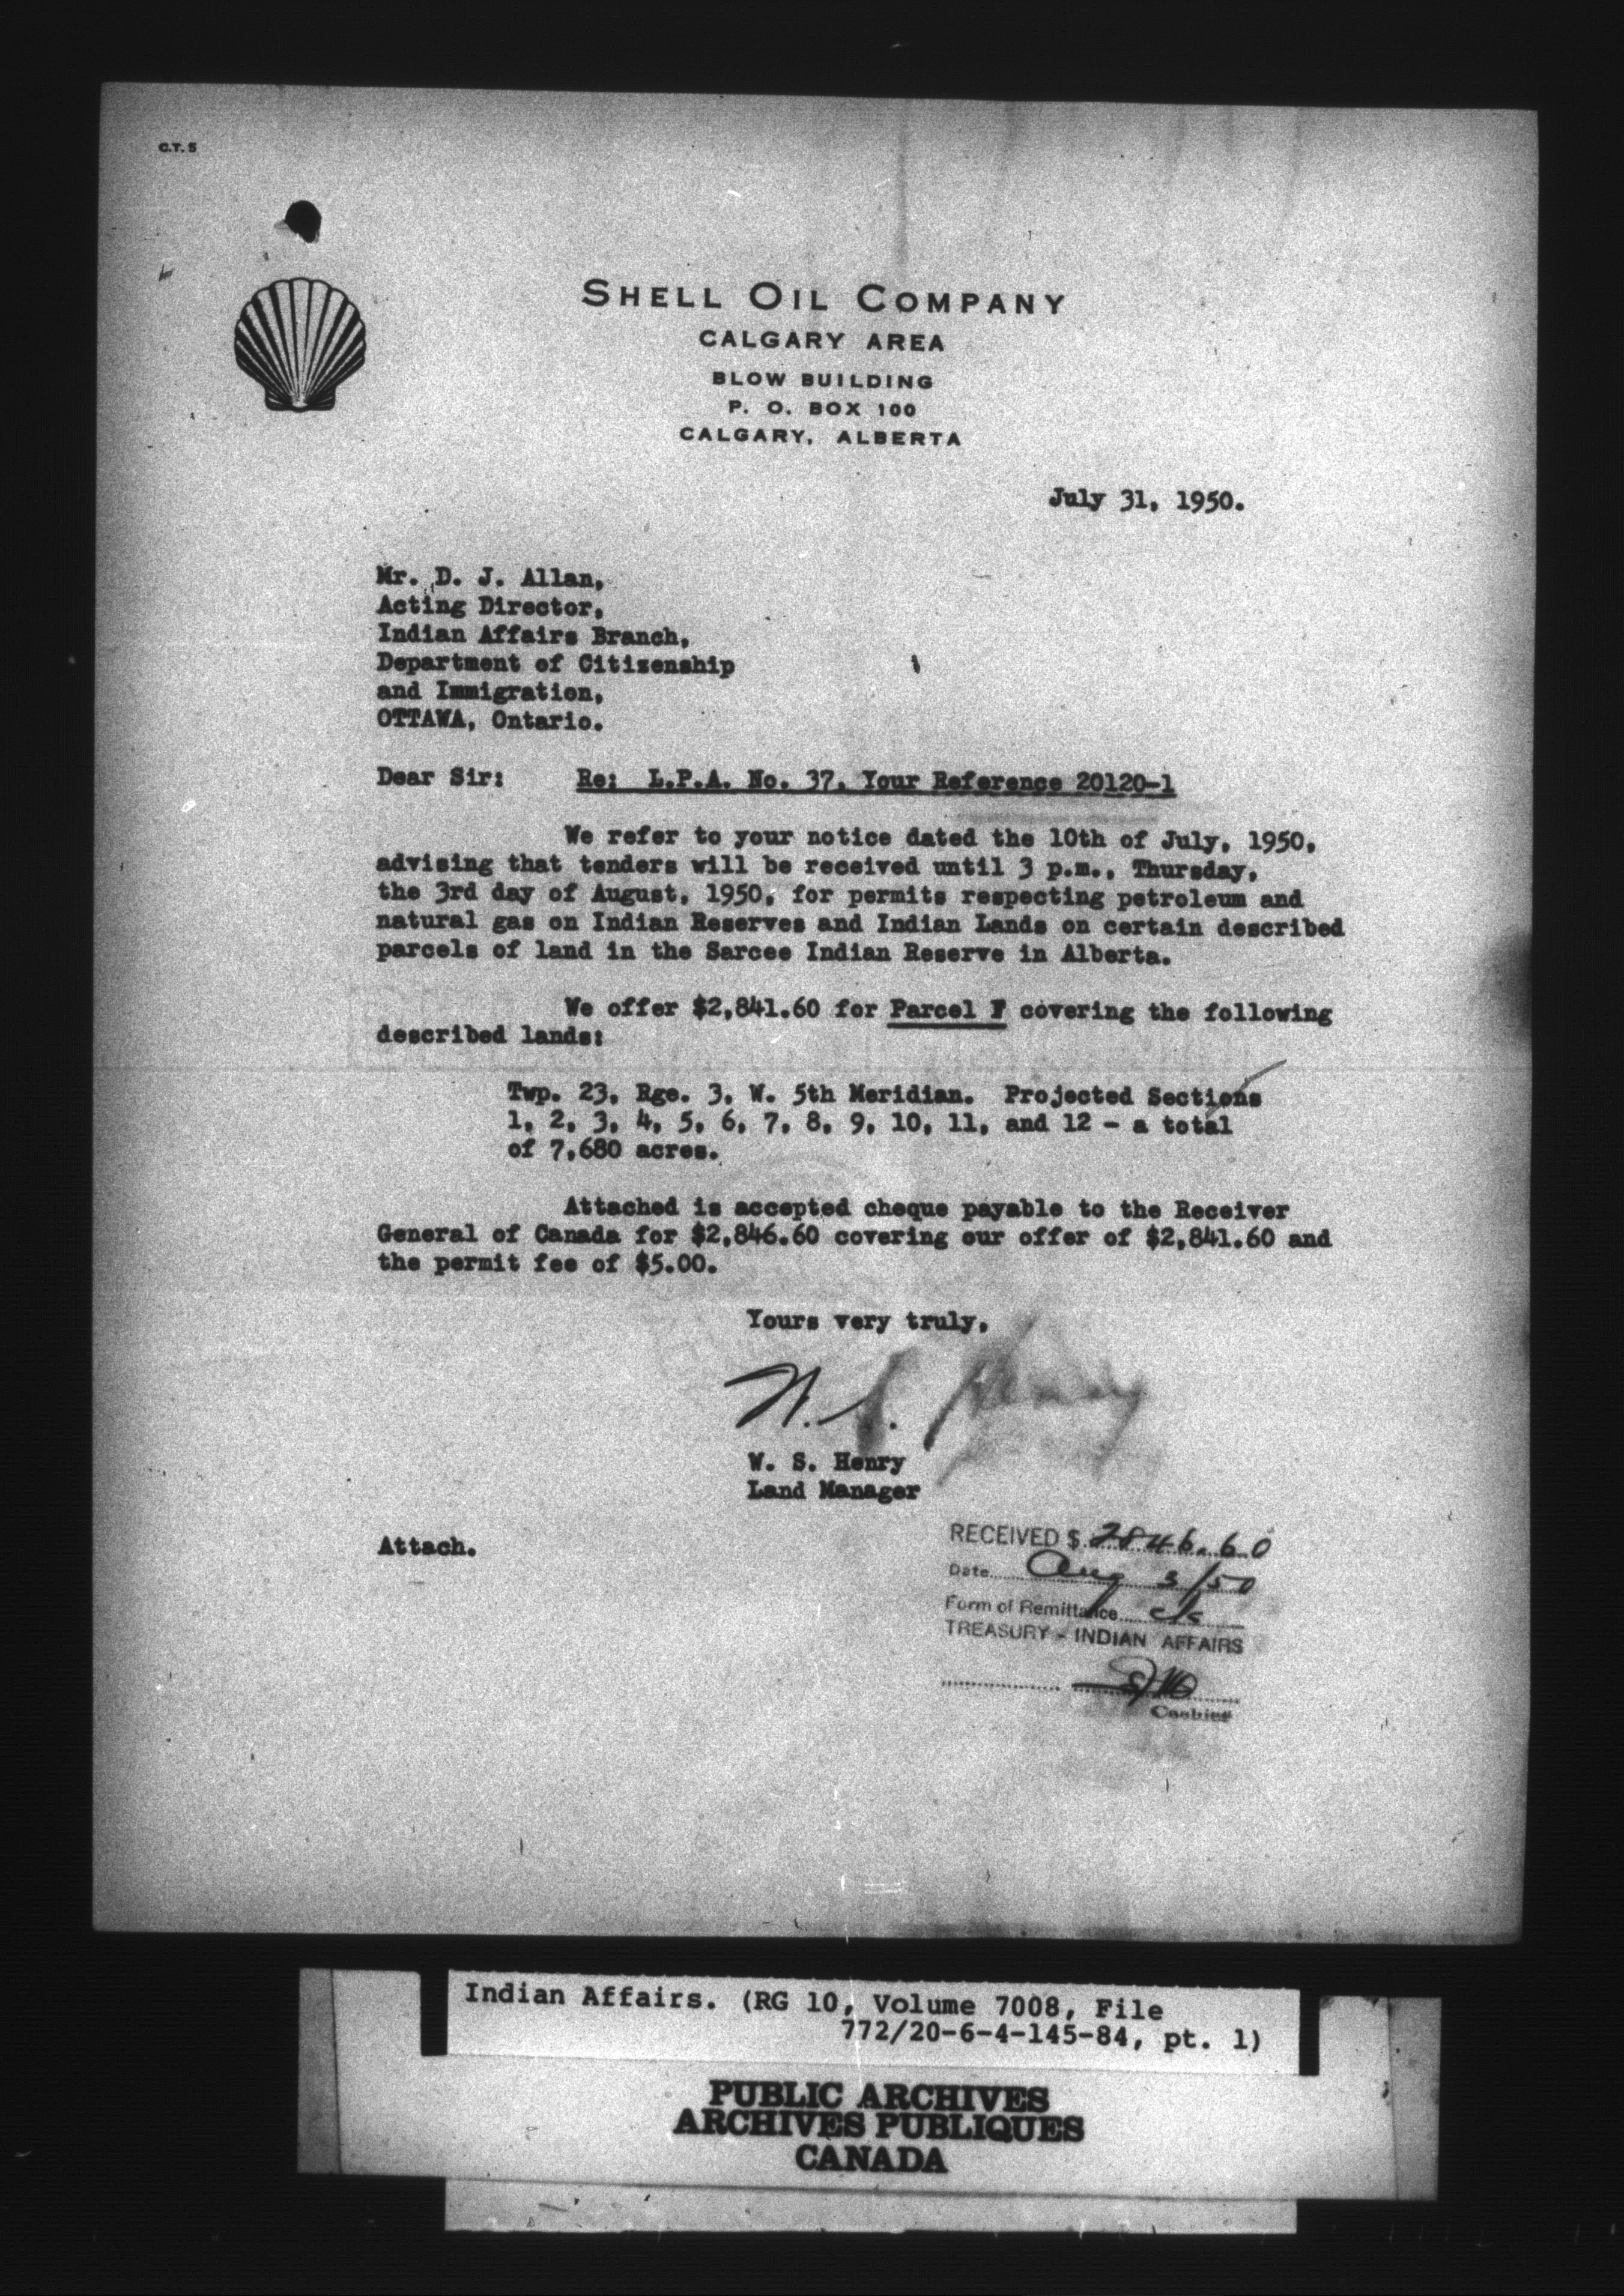 C.T. 5
SHELL OIL COMPANY
CALGARY AREA
BLOW BUILDING
P. O. BOX 100
CALGARY, ALBERTA
July 31, 1950.
Mr. D. J. Allan,
Acting Director,
Indian Affairs Branch,
Department of Citizenship
and Immigration,
OTTAWA, Ontario.
Dear Sir: Re: L.P.A. No. 37, Your Reference 20120-1
We refer to your notice dated the 10th of July, 1950,
advising that tenders will be received until 3 p.m., Thursday,
the 3rd day of August, 1950, for permits respecting petroleum and
natural gas on Indian Reserves and Indian Lands on certain described
parcels of land in the Sarcee Indian Reserve in Alberta.
We offer $2,841.60 for Parcel F covering the following
described lands:
Twp. 23, Rge. 3, W. 5th Meridian. Projected Sections
1, 2, 3, 4, 5, 6, 7, 8, 9, 10, 11, and 12 - a total
of 7,680 acres.
Attached is accepted cheque payable to the Receiver
General of Canada for $2,846.60 covering our offer of $2,841.60 and
the permit fee of $5.00.
Yours very truly,
W. S. Henry
W. S. Henry
Land Manager
Attach.
RECEIVED $ 2846.60
Date Aug 3/50
Form of Remittance
TREASURY - INDIAN AFFAIRS
Cashier
Indian Affairs. (RG 10, Volume 7008, File
772/20-6-4-145-84, pt. 1)
PUBLIC ARCHIVES
ARCHIVES PUBLIQUES
CANADA